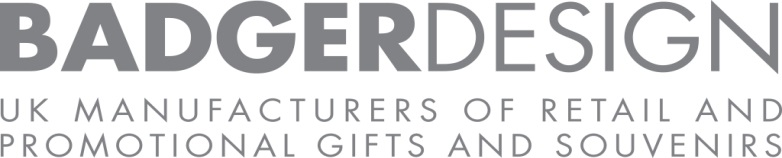 BADGERDESIGN
UK MANUFACTURERS OF RETAIL AND
PROMOTIONAL GIFTS AND SOUVENIRS